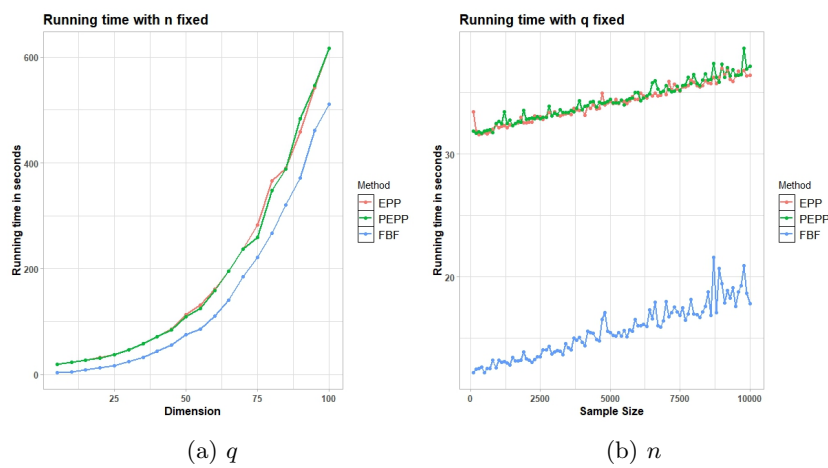 Running time with n fixed
Running time in seconds
600
400
200
0
25
50
75
100
Dimension
Method
EPP
PEPP
FBF
(a) q
Running time with q fixed
Running time in seconds
30
20
0
2500
5000
7500
10000
Sample Size
Method
EPP
PEPP
FBF
(b) n